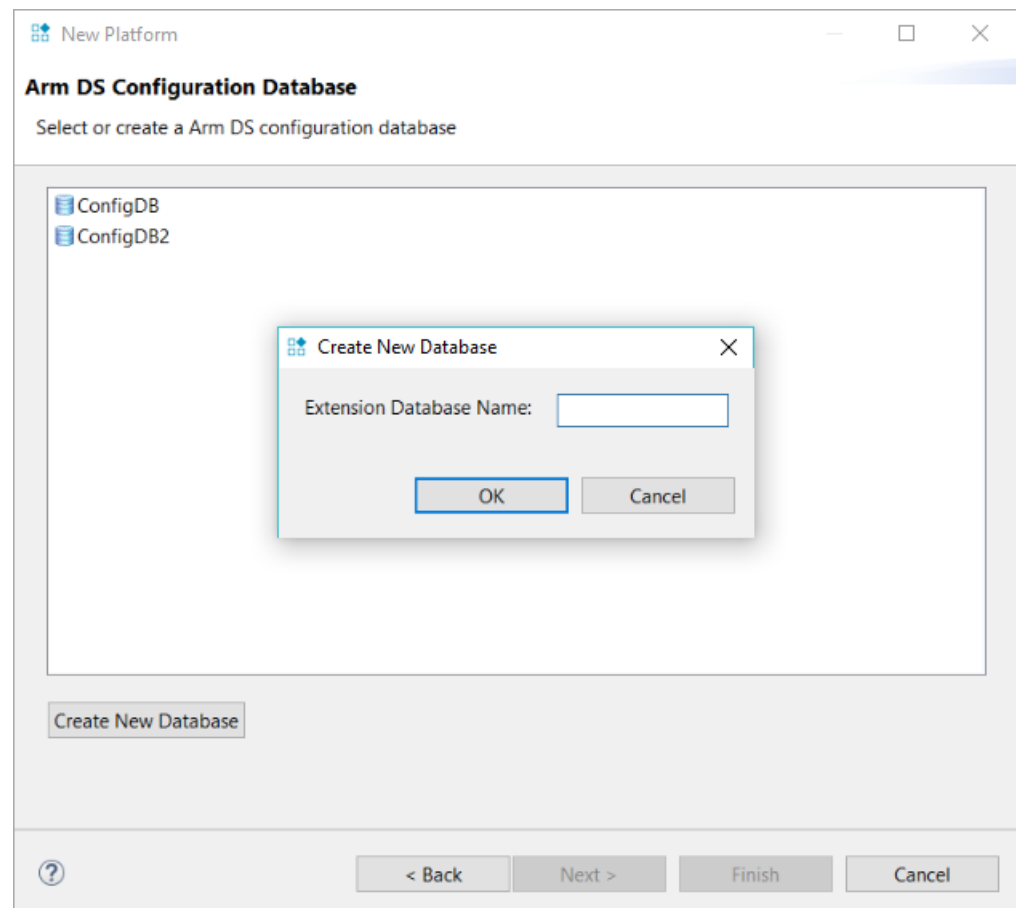 New Platform
Arm DS Configuration Database
Select or create a Arm DS configuration database
ConfigDB
ConfigDB2
Create New Database
Extension Database Name:
OK Cancel
Create New Database
? < Back Next > Finish Cancel